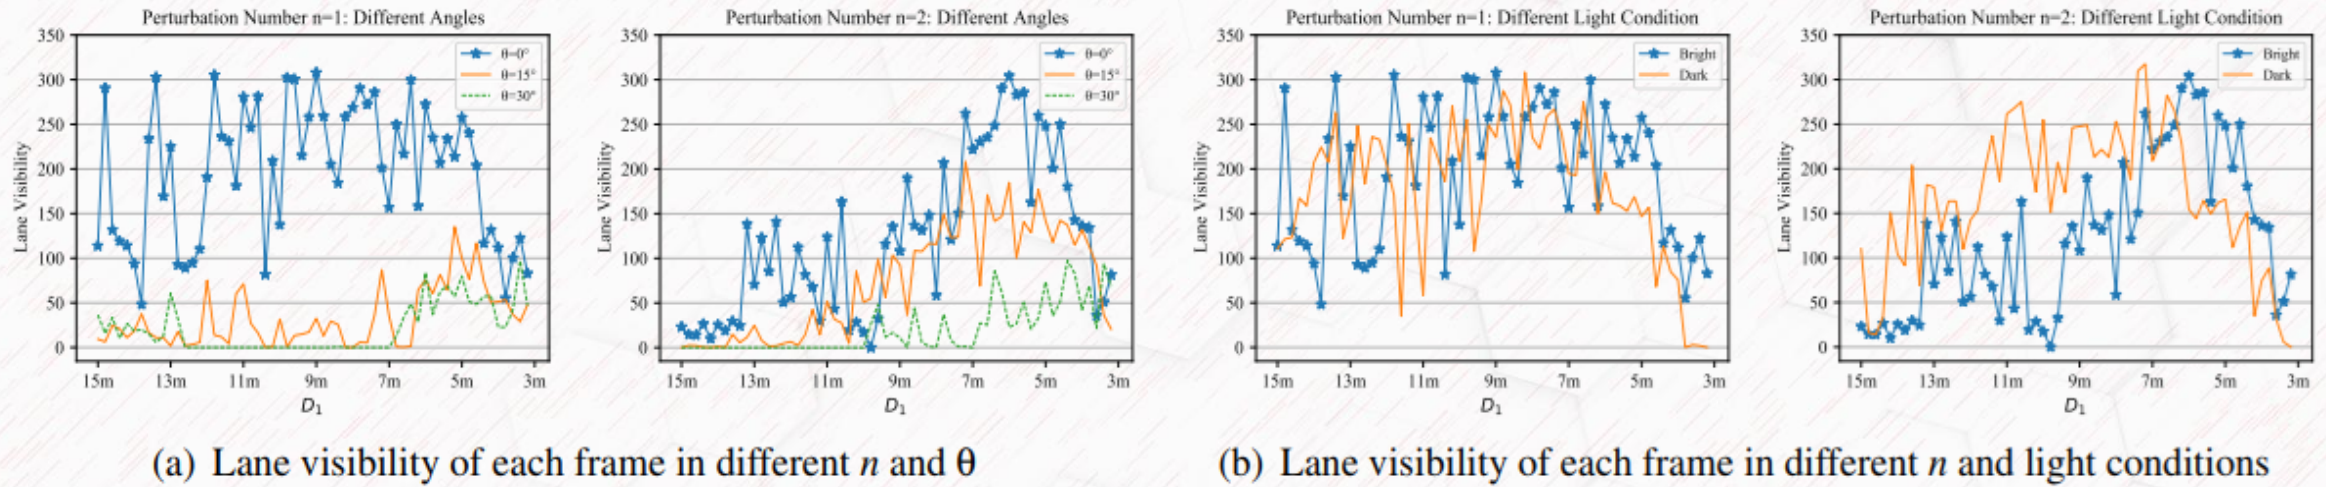 Perturbation Number n=1: Different Angles
350
300
250
200
150
100
50
0
Lane Visibility
θ=0°
θ=15°
θ=30°
15m 13m 11m 9m 7m 5m 3m
D₁
Perturbation Number n=2: Different Angles
350
300
250
200
150
100
50
0
Lane Visibility
θ=0°
θ=15°
θ=30°
15m 13m 11m 9m 7m 5m 3m
D₁
(a) Lane visibility of each frame in different n and θ
Perturbation Number n=1: Different Light Condition
350
300
250
200
150
100
50
0
Lane Visibility
Bright
Dark
15m 13m 11m 9m 7m 5m 3m
D₁
Perturbation Number n=2: Different Light Condition
350
300
250
200
150
100
50
0
Lane Visibility
Bright
Dark
15m 13m 11m 9m 7m 5m 3m
D₁
(b) Lane visibility of each frame in different n and light conditions